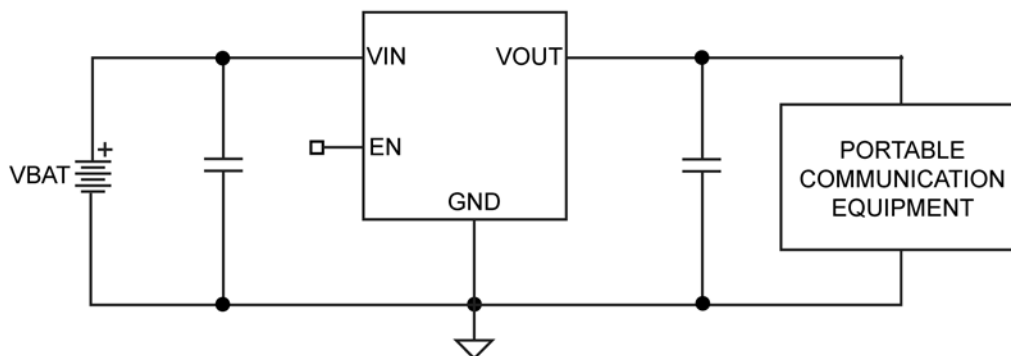 VIN
VOUT
EN
VBAT
+
GND
PORTABLE
COMMUNICATION
EQUIPMENT